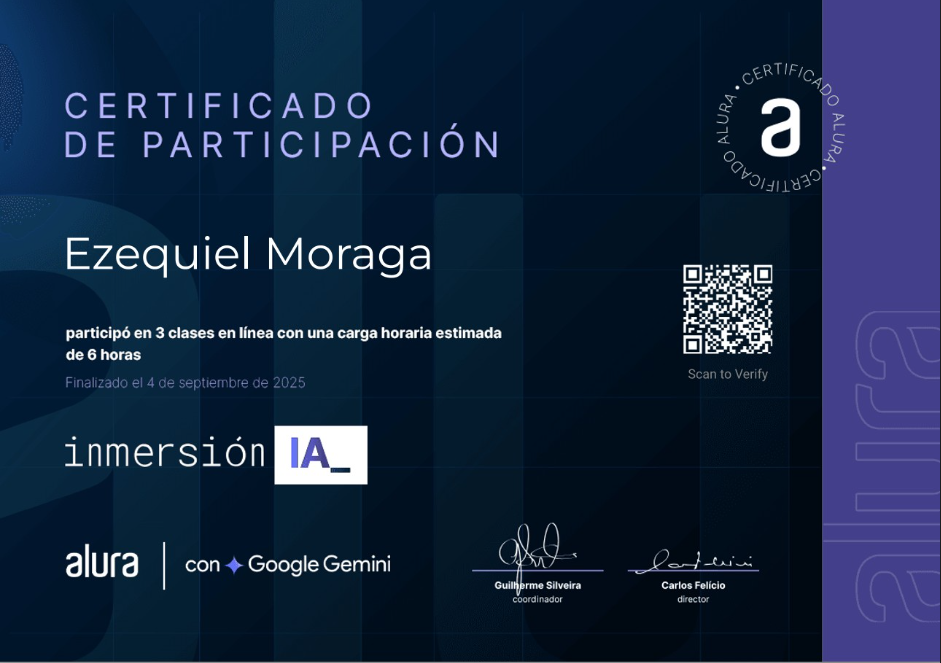 CERTIFICADO
DE PARTICIPACIÓN
CERTIFICADO ALURA • CERTIFICADO ALURA •
a
Ezequiel Moraga
participó en 3 clases en línea con una carga horaria estimada
de 6 horas
Finalizado el 4 de septiembre de 2025
Scan to Verify
inmersión IA_
alura
con Google Gemini
Guilherme Silveira
coordinador
Carlos Felício
director
alura